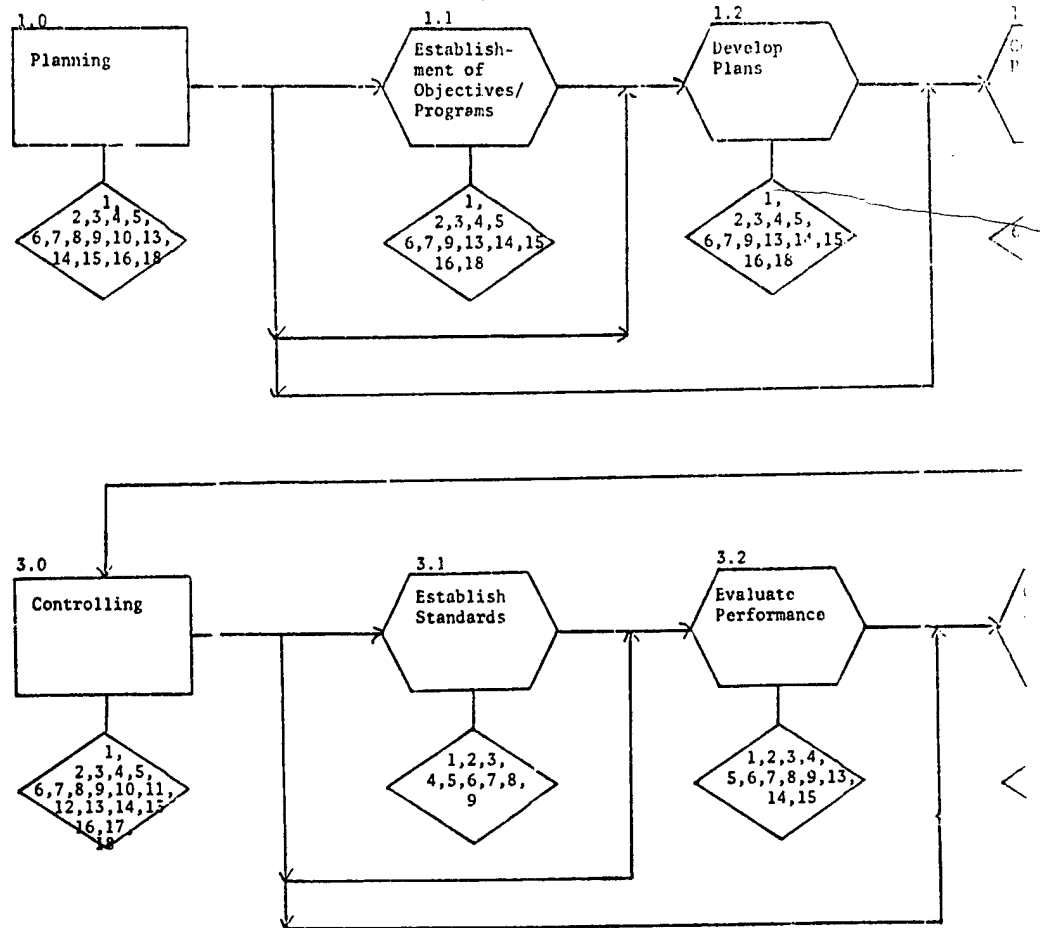 1.0
Planning
1,
2,3,4,5,
6,7,8,9,10,13,
14,15,16,18
1.1
Establish-
ment of
Objectives/
Programs
1,
2,3,4,5
6,7,9,13,14,15
16,18
1.2
Develop
Plans
1,
2,3,4,5,
6,7,9,13,14,15
16,18
3.0
Controlling
1,
2,3,4,5,
6,7,8,9,10,11,
12,13,14,15
16,17,
18
3.1
Establish
Standards
1,2,3,
4,5,6,7,8,
9
3.2
Evaluate
Performance
1,2,3,4,
5,6,7,8,9,13,
14,15